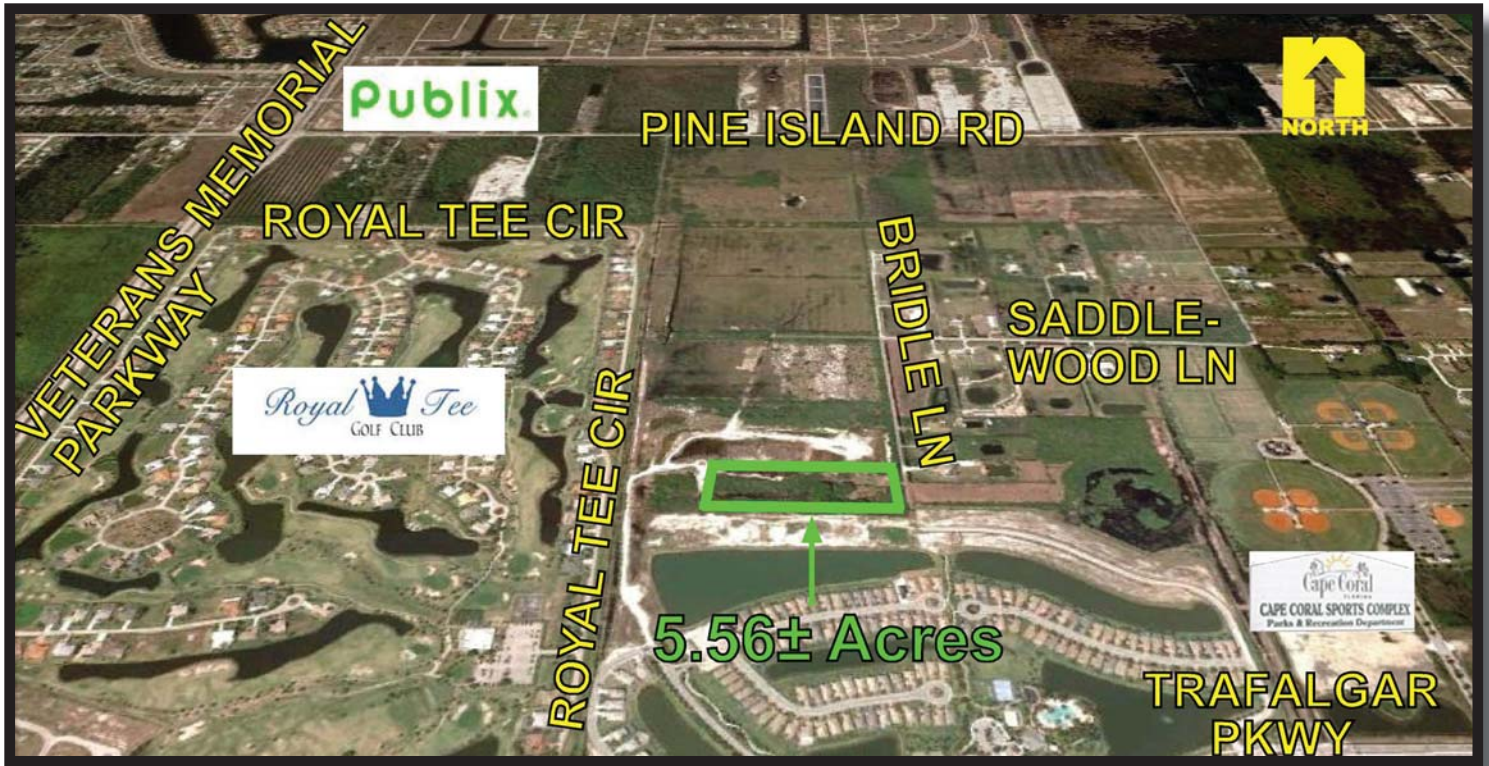 VETERANS MEMORIAL
PARKWAY
Publix.
PINE ISLAND RD
NORTH
ROYAL TEE CIR
BRIDLE LN
SADDLE-
WOOD LN
Royal Tee
GOLF CLUB
ROYAL TEE CIR
5.56± Acres
Cape Coral
FLORIDA
CAPE CORAL SPORTS COMPLEX
Parks & Recreation Department
TRAFALGAR
PKWY